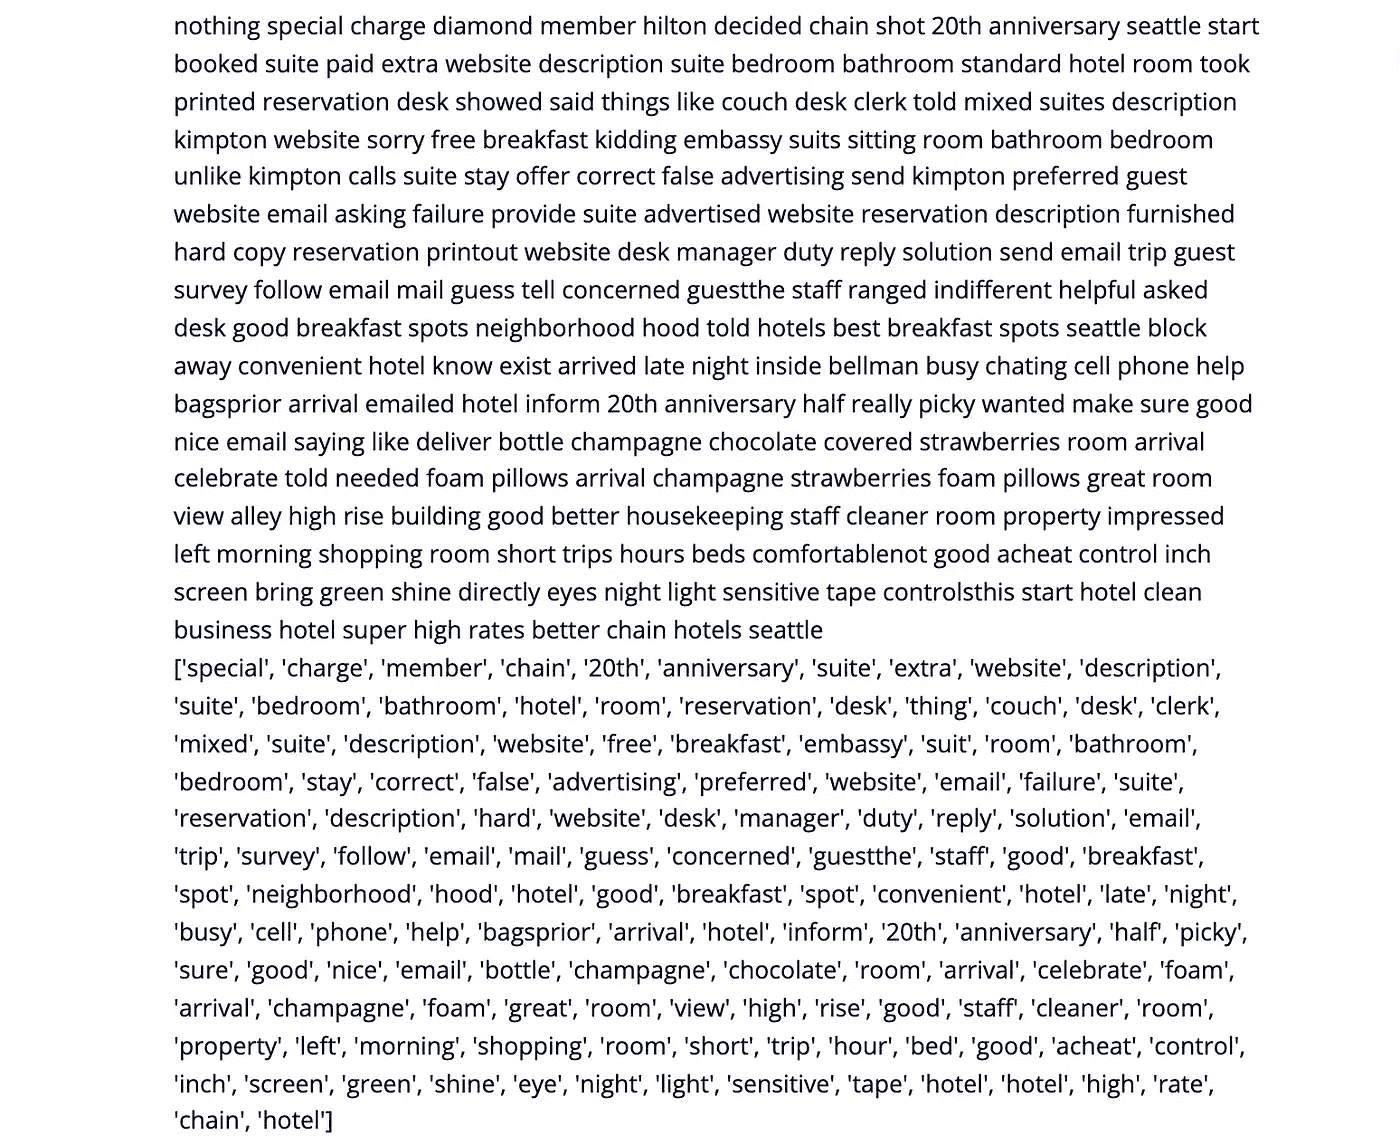 nothing special charge diamond member hilton decided chain shot 20th anniversary seattle start
booked suite paid extra website description suite bedroom bathroom standard hotel room took
printed reservation desk showed said things like couch desk clerk told mixed suites description
kimpton website sorry free breakfast kidding embassy suits sitting room bathroom bedroom
unlike kimpton calls suite stay offer correct false advertising send kimpton preferred guest
website email asking failure provide suite advertised website reservation description furnished
hard copy reservation printout website desk manager duty reply solution send email trip guest
survey follow email mail guess tell concerned guestthe staff ranged indifferent helpful asked
desk good breakfast spots neighborhood hood told hotels best breakfast spots seattle block
away convenient hotel know exist arrived late night inside bellman busy chating cell phone help
bagsprior arrival emailed hotel inform 20th anniversary half really picky wanted make sure good
nice email saying like deliver bottle champagne chocolate covered strawberries room arrival
celebrate told needed foam pillows arrival champagne strawberries foam pillows great room
view alley high rise building good better housekeeping staff cleaner room property impressed
left morning shopping room short trips hours beds comfortablenot good acheat control inch
screen bring green shine directly eyes night light sensitive tape controlsthis start hotel clean
business hotel super high rates better chain hotels seattle
['special', 'charge', 'member', 'chain', '20th', 'anniversary', 'suite', 'extra', 'website', 'description',
'suite', 'bedroom', 'bathroom', 'hotel', 'room', 'reservation', 'desk', 'thing', 'couch', 'desk', 'clerk',
'mixed', 'suite', 'description', 'website', 'free', 'breakfast', 'embassy', 'suit', 'room', 'bathroom',
'bedroom', 'stay', 'correct', 'false', 'advertising', 'preferred', 'website', 'email', 'failure', 'suite',
'reservation', 'description', 'hard', 'website', 'desk', 'manager', 'duty', 'reply', 'solution', 'email',
'trip', 'survey', 'follow', 'email', 'mail', 'guess', 'concerned', 'guestthe', 'staff', 'good', 'breakfast',
'spot', 'neighborhood', 'hood', 'hotel', 'good', 'breakfast', 'spot', 'convenient', 'hotel', 'late', 'night',
'busy', 'cell', 'phone', 'help', 'bagsprior', 'arrival', 'hotel', 'inform', '20th', 'anniversary', 'half', 'picky',
'sure', 'good', 'nice', 'email', 'bottle', 'champagne', 'chocolate', 'room', 'arrival', 'celebrate', 'foam',
'arrival', 'champagne', 'foam', 'great', 'room', 'view', 'high', 'rise', 'good', 'staff', 'cleaner', 'room',
'property', 'left', 'morning', 'shopping', 'room', 'short', 'trip', 'hour', 'bed', 'good', 'acheat', 'control',
'inch', 'screen', 'green', 'shine', 'eye', 'night', 'light', 'sensitive', 'tape', 'hotel', 'hotel', 'high', 'rate',
'chain', 'hotel']